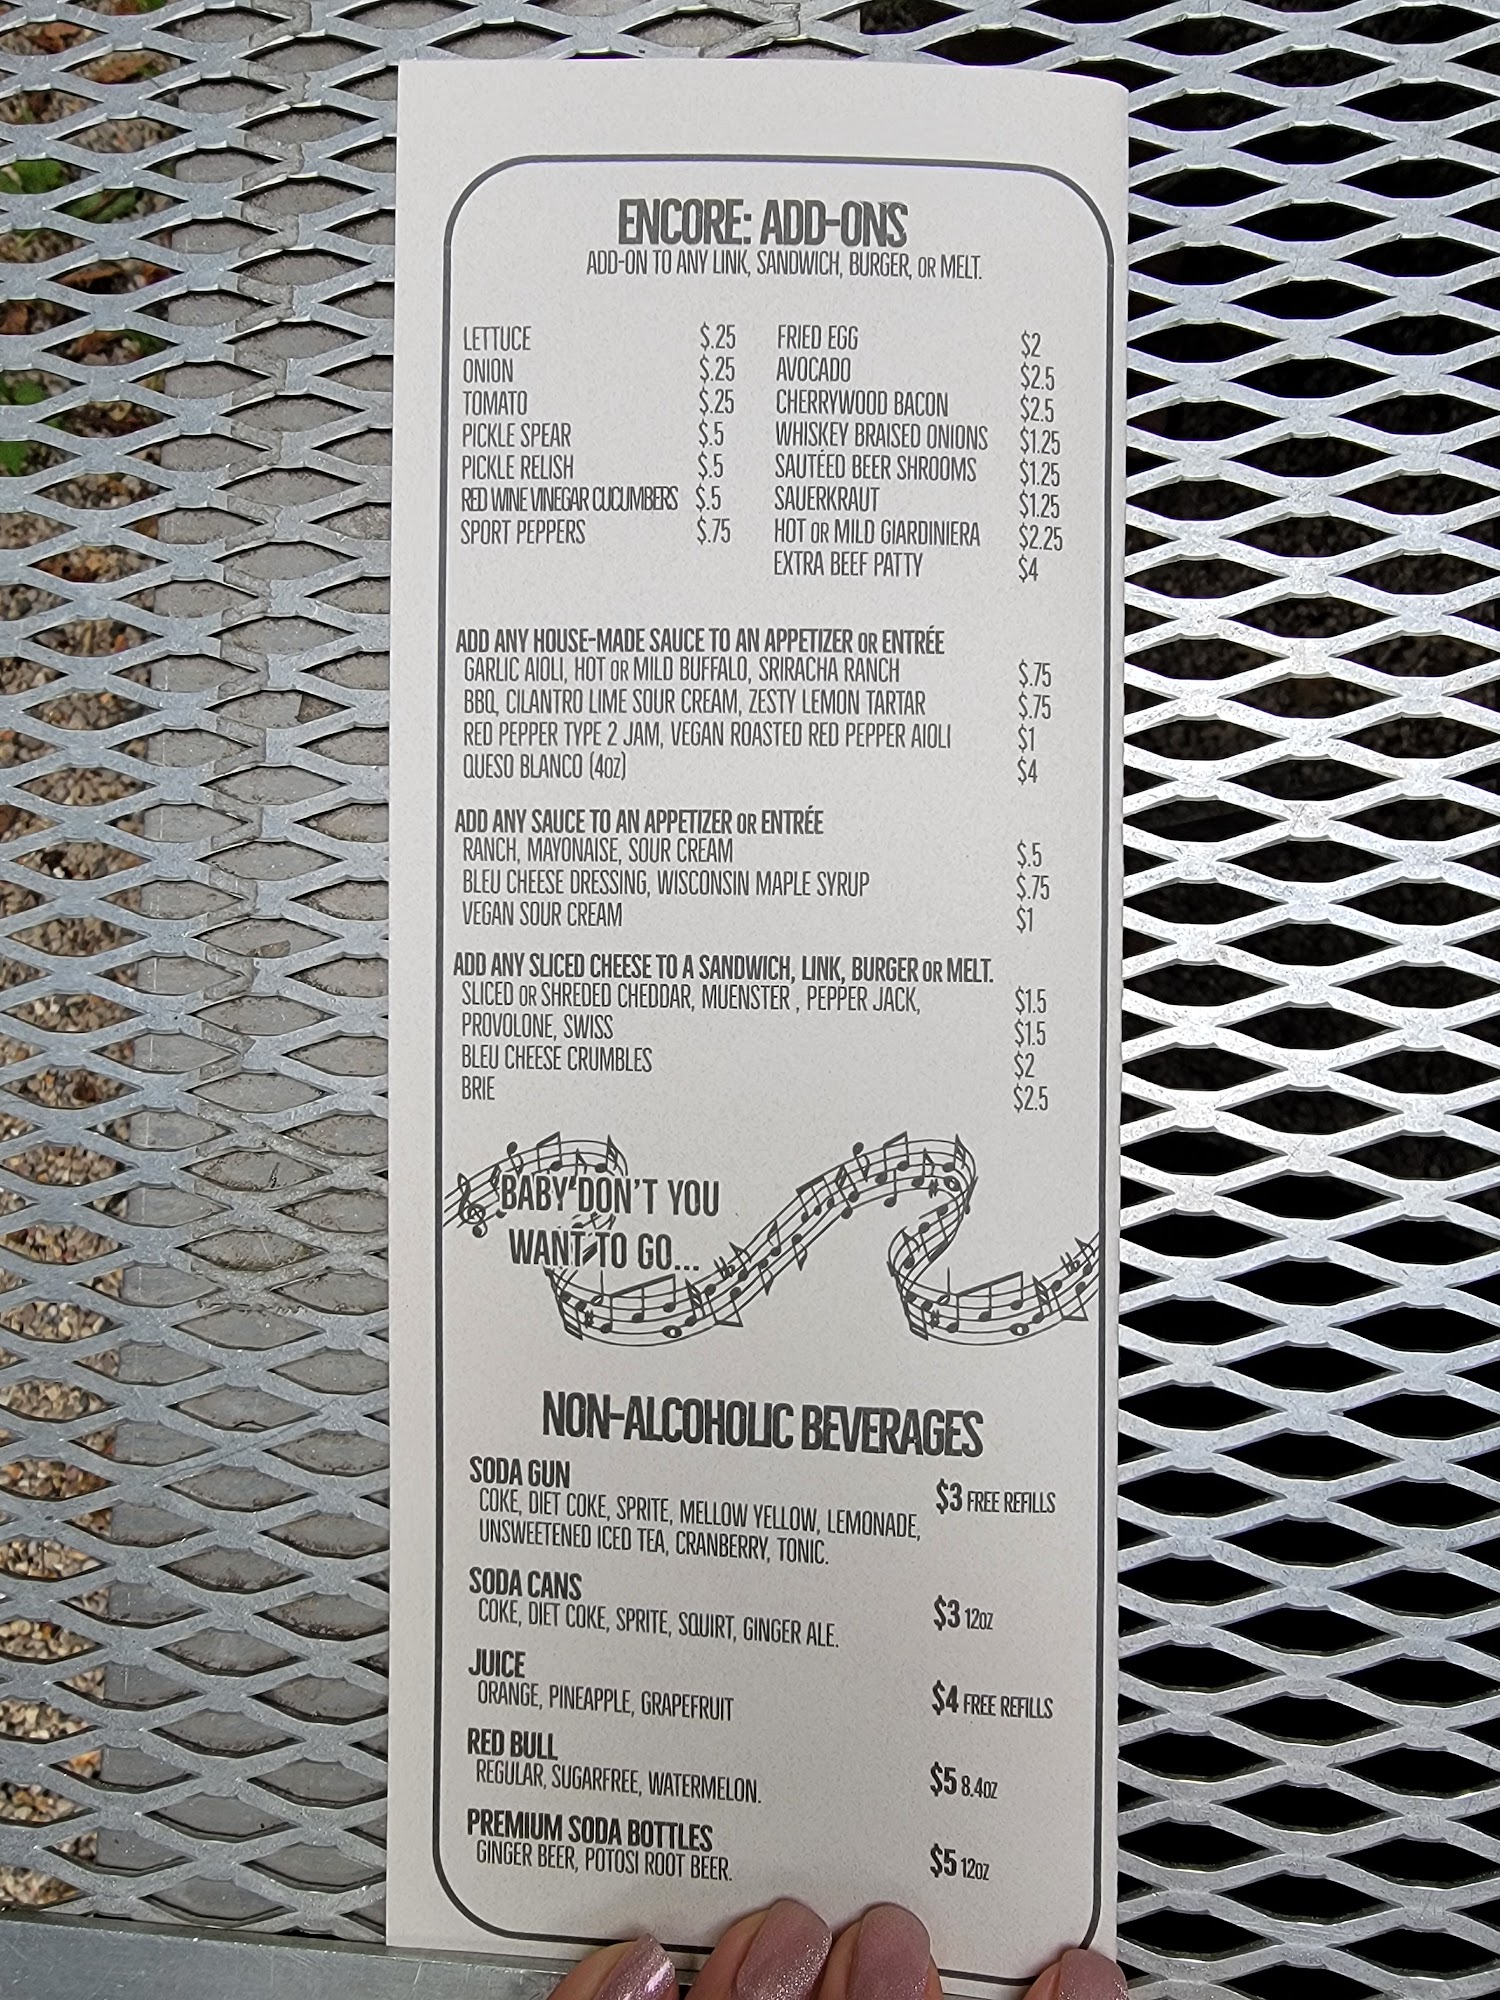 ENCORE: ADD-ONS
ADD-ON TO ANY LINK, SANDWICH, BURGER, OR MELT.
LETTUCE $.25
ONION $.25
TOMATO $.25
PICKLE SPEAR $.5
PICKLE RELISH $.5
RED WINE VINEGAR CUCUMBERS $.5
SPORT PEPPERS $.75
FRIED EGG $2
AVOCADO $2.5
CHERRYWOOD BACON $2.5
WHISKEY BRAISED ONIONS $1.25
SAUTÉED BEER SHROOMS $1.25
SAUERKRAUT $1.25
HOT OR MILD GIARDINIERA $2.25
EXTRA BEEF PATTY $4
ADD ANY HOUSE-MADE SAUCE TO AN APPETIZER OR ENTRÉE
GARLIC AIOLI, HOT OR MILD BUFFALO, SRIRACHA RANCH $.75
BBQ, CILANTRO LIME SOUR CREAM, ZESTY LEMON TARTAR $.75
RED PEPPER TYPE 2 JAM, VEGAN ROASTED RED PEPPER AIOLI $1
QUESO BLANCO (4OZ) $4
ADD ANY SAUCE TO AN APPETIZER OR ENTRÉE
RANCH, MAYONAISE, SOUR CREAM $.5
BLEU CHEESE DRESSING, WISCONSIN MAPLE SYRUP $.75
VEGAN SOUR CREAM $1
ADD ANY SLICED CHEESE TO A SANDWICH, LINK, BURGER OR MELT.
SLICED OR SHREDED CHEDDAR, MUENSTER , PEPPER JACK, $1.5
PROVOLONE, SWISS $1.5
BLEU CHEESE CRUMBLES $2
BRIE $2.5
BABY DON'T YOU
WANT TO GO...
NON-ALCOHOLIC BEVERAGES
SODA GUN $3 FREE REFILLS
COKE, DIET COKE, SPRITE, MELLOW YELLOW, LEMONADE,
UNSWEETENED ICED TEA, CRANBERRY, TONIC.
SODA CANS $3 12OZ
COKE, DIET COKE, SPRITE, SQUIRT, GINGER ALE.
JUICE $4 FREE REFILLS
ORANGE, PINEAPPLE, GRAPEFRUIT
RED BULL $5 8.4OZ
REGULAR, SUGARFREE, WATERMELON.
PREMIUM SODA BOTTLES $5 12OZ
GINGER BEER, POTOSI ROOT BEER.